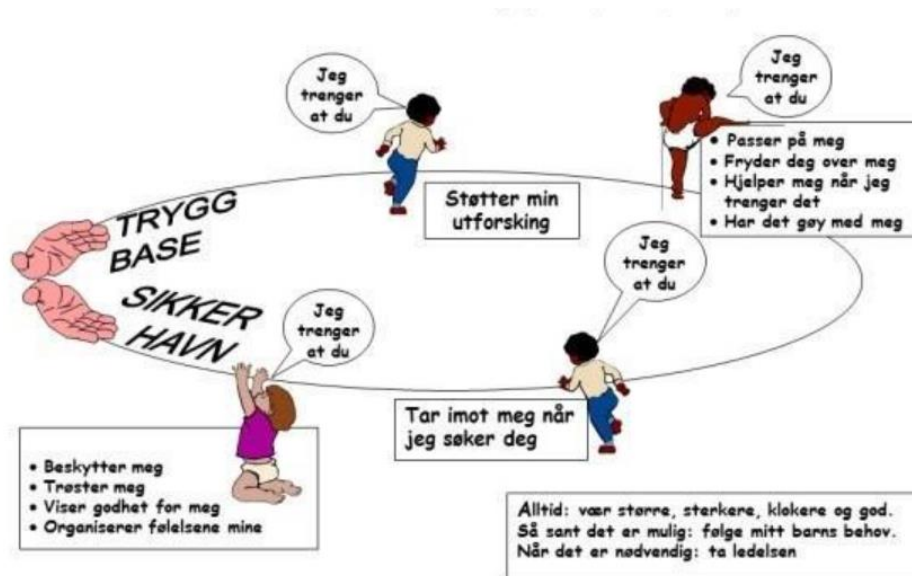 Jeg
trenger
at du
Støtter min
utforsking
Jeg
trenger
at du
• Passer på meg
• Fryder deg over meg
• Hjelper meg når jeg
trenger det
• Har det gøy med meg
TRYGG
BASE
SIKKER
HAVN
Jeg
trenger
at du
Tar imot meg når
jeg søker deg
Jeg
trenger
at du
• Beskytter meg
• Trøster meg
• Viser godhet for meg
• Organiserer følelsene mine
Alltid: vær større, sterkere, klokere og god.
Så sant det er mulig: følge mitt barns behov.
Når det er nødvendig: ta ledelsen